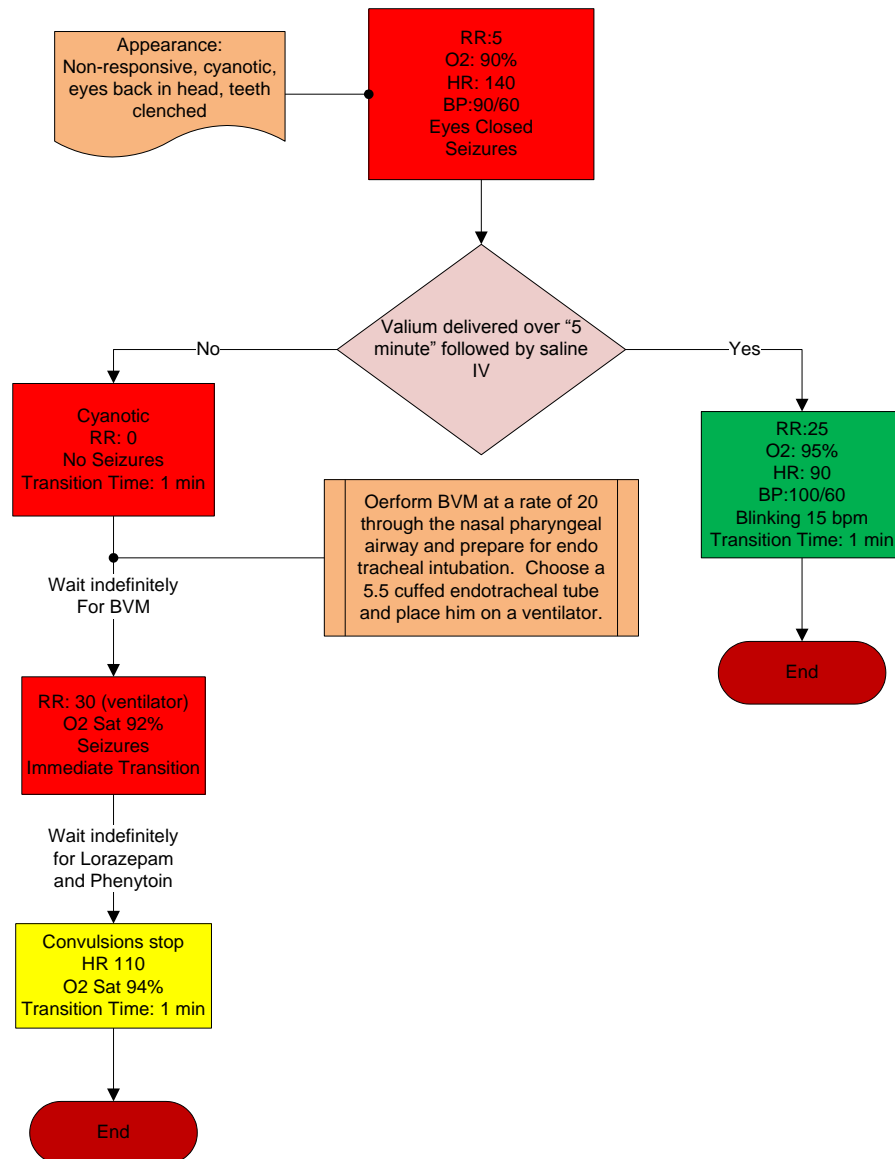 Appearance:
Non-responsive, cyanotic,
eyes back in head, teeth
clenched
RR:5
O2: 90%
HR: 140
BP:90/60
Eyes Closed
Seizures
Valium delivered over “5
minute” followed by saline
IV
No
Yes
Cyanotic
RR: 0
No Seizures
Transition Time: 1 min
RR:25
O2: 95%
HR: 90
BP:100/60
Blinking 15 bpm
Transition Time: 1 min
Oerform BVM at a rate of 20
through the nasal pharyngeal
airway and prepare for endo
tracheal intubation.  Choose a
5.5 cuffed endotracheal tube
and place him on a ventilator.
Wait indefinitely
For BVM
End
RR: 30 (ventilator)
O2 Sat 92%
Seizures
Immediate Transition
Wait indefinitely
for Lorazepam
and Phenytoin
Convulsions stop
HR 110
O2 Sat 94%
Transition Time: 1 min
End